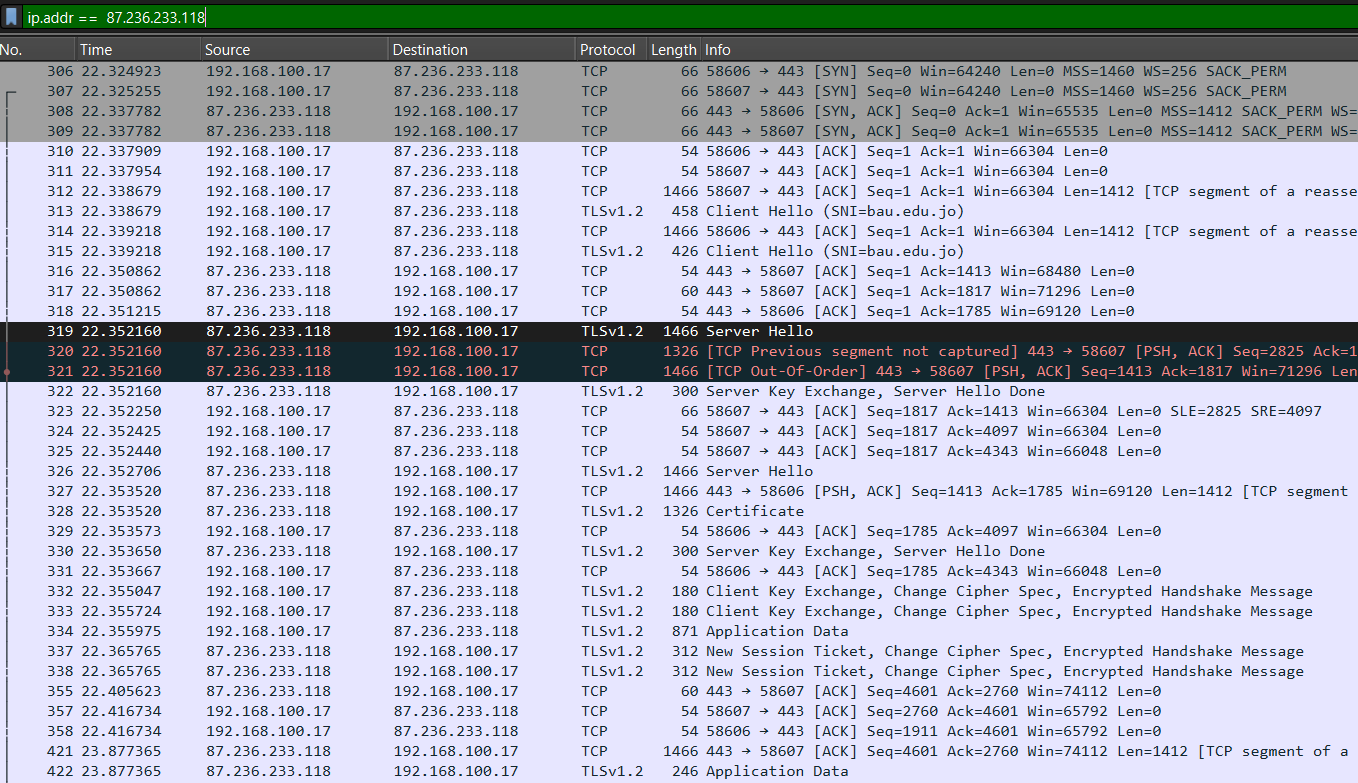 ip.addr == 87.236.233.118
No. Time Source Destination Protocol Length Info
306 22.324923 192.168.100.17 87.236.233.118 TCP 66 58606 → 443 [SYN] Seq=0 Win=64240 Len=0 MSS=1460 WS=256 SACK_PERM
307 22.325255 192.168.100.17 87.236.233.118 TCP 66 58607 → 443 [SYN] Seq=0 Win=64240 Len=0 MSS=1460 WS=256 SACK_PERM
308 22.337782 87.236.233.118 192.168.100.17 TCP 66 443 → 58606 [SYN, ACK] Seq=0 Ack=1 Win=65535 Len=0 MSS=1412 SACK_PERM WS=
309 22.337782 87.236.233.118 192.168.100.17 TCP 66 443 → 58607 [SYN, ACK] Seq=0 Ack=1 Win=65535 Len=0 MSS=1412 SACK_PERM WS=
310 22.337909 192.168.100.17 87.236.233.118 TCP 54 58606 → 443 [ACK] Seq=1 Ack=1 Win=66304 Len=0
311 22.337954 192.168.100.17 87.236.233.118 TCP 54 58607 → 443 [ACK] Seq=1 Ack=1 Win=66304 Len=0
312 22.338679 192.168.100.17 87.236.233.118 TCP 1466 58607 → 443 [ACK] Seq=1 Ack=1 Win=66304 Len=1412 [TCP segment of a reasse
313 22.338679 192.168.100.17 87.236.233.118 TLSv1.2 458 Client Hello (SNI=bau.edu.jo)
314 22.339218 192.168.100.17 87.236.233.118 TCP 1466 58606 → 443 [ACK] Seq=1 Ack=1 Win=66304 Len=1412 [TCP segment of a reasse
315 22.339218 192.168.100.17 87.236.233.118 TLSv1.2 426 Client Hello (SNI=bau.edu.jo)
316 22.350862 87.236.233.118 192.168.100.17 TCP 54 443 → 58607 [ACK] Seq=1 Ack=1413 Win=68480 Len=0
317 22.350862 87.236.233.118 192.168.100.17 TCP 60 443 → 58607 [ACK] Seq=1 Ack=1817 Win=71296 Len=0
318 22.351215 87.236.233.118 192.168.100.17 TCP 54 443 → 58606 [ACK] Seq=1 Ack=1785 Win=69120 Len=0
319 22.352160 87.236.233.118 192.168.100.17 TLSv1.2 1466 Server Hello
320 22.352160 87.236.233.118 192.168.100.17 TCP 1326 [TCP Previous segment not captured] 443 → 58607 [PSH, ACK] Seq=2825 Ack=1
321 22.352160 87.236.233.118 192.168.100.17 TCP 1466 [TCP Out-Of-Order] 443 → 58607 [PSH, ACK] Seq=1413 Ack=1817 Win=71296 Len
322 22.352160 87.236.233.118 192.168.100.17 TLSv1.2 300 Server Key Exchange, Server Hello Done
323 22.352250 192.168.100.17 87.236.233.118 TCP 66 58607 → 443 [ACK] Seq=1817 Ack=1413 Win=66304 Len=0 SLE=2825 SRE=4097
324 22.352425 192.168.100.17 87.236.233.118 TCP 54 58607 → 443 [ACK] Seq=1817 Ack=4097 Win=66304 Len=0
325 22.352440 192.168.100.17 87.236.233.118 TCP 54 58607 → 443 [ACK] Seq=1817 Ack=4343 Win=66048 Len=0
326 22.352706 87.236.233.118 192.168.100.17 TLSv1.2 1466 Server Hello
327 22.353520 87.236.233.118 192.168.100.17 TCP 1466 443 → 58606 [PSH, ACK] Seq=1413 Ack=1785 Win=69120 Len=1412 [TCP segment
328 22.353520 87.236.233.118 192.168.100.17 TLSv1.2 1326 Certificate
329 22.353573 192.168.100.17 87.236.233.118 TCP 54 58606 → 443 [ACK] Seq=1785 Ack=4097 Win=66304 Len=0
330 22.353650 87.236.233.118 192.168.100.17 TLSv1.2 300 Server Key Exchange, Server Hello Done
331 22.353667 192.168.100.17 87.236.233.118 TCP 54 58606 → 443 [ACK] Seq=1785 Ack=4343 Win=66048 Len=0
332 22.355047 192.168.100.17 87.236.233.118 TLSv1.2 180 Client Key Exchange, Change Cipher Spec, Encrypted Handshake Message
333 22.355724 192.168.100.17 87.236.233.118 TLSv1.2 180 Client Key Exchange, Change Cipher Spec, Encrypted Handshake Message
334 22.355975 192.168.100.17 87.236.233.118 TLSv1.2 871 Application Data
337 22.365765 87.236.233.118 192.168.100.17 TLSv1.2 312 New Session Ticket, Change Cipher Spec, Encrypted Handshake Message
338 22.365765 87.236.233.118 192.168.100.17 TLSv1.2 312 New Session Ticket, Change Cipher Spec, Encrypted Handshake Message
355 22.405623 87.236.233.118 192.168.100.17 TCP 60 443 → 58607 [ACK] Seq=4601 Ack=2760 Win=74112 Len=0
357 22.416734 192.168.100.17 87.236.233.118 TCP 54 58607 → 443 [ACK] Seq=2760 Ack=4601 Win=65792 Len=0
358 22.416734 192.168.100.17 87.236.233.118 TCP 54 58606 → 443 [ACK] Seq=1911 Ack=4601 Win=65792 Len=0
421 23.877365 87.236.233.118 192.168.100.17 TCP 1466 443 → 58607 [ACK] Seq=4601 Ack=2760 Win=74112 Len=1412 [TCP segment of a
422 23.877365 87.236.233.118 192.168.100.17 TLSv1.2 246 Application Data